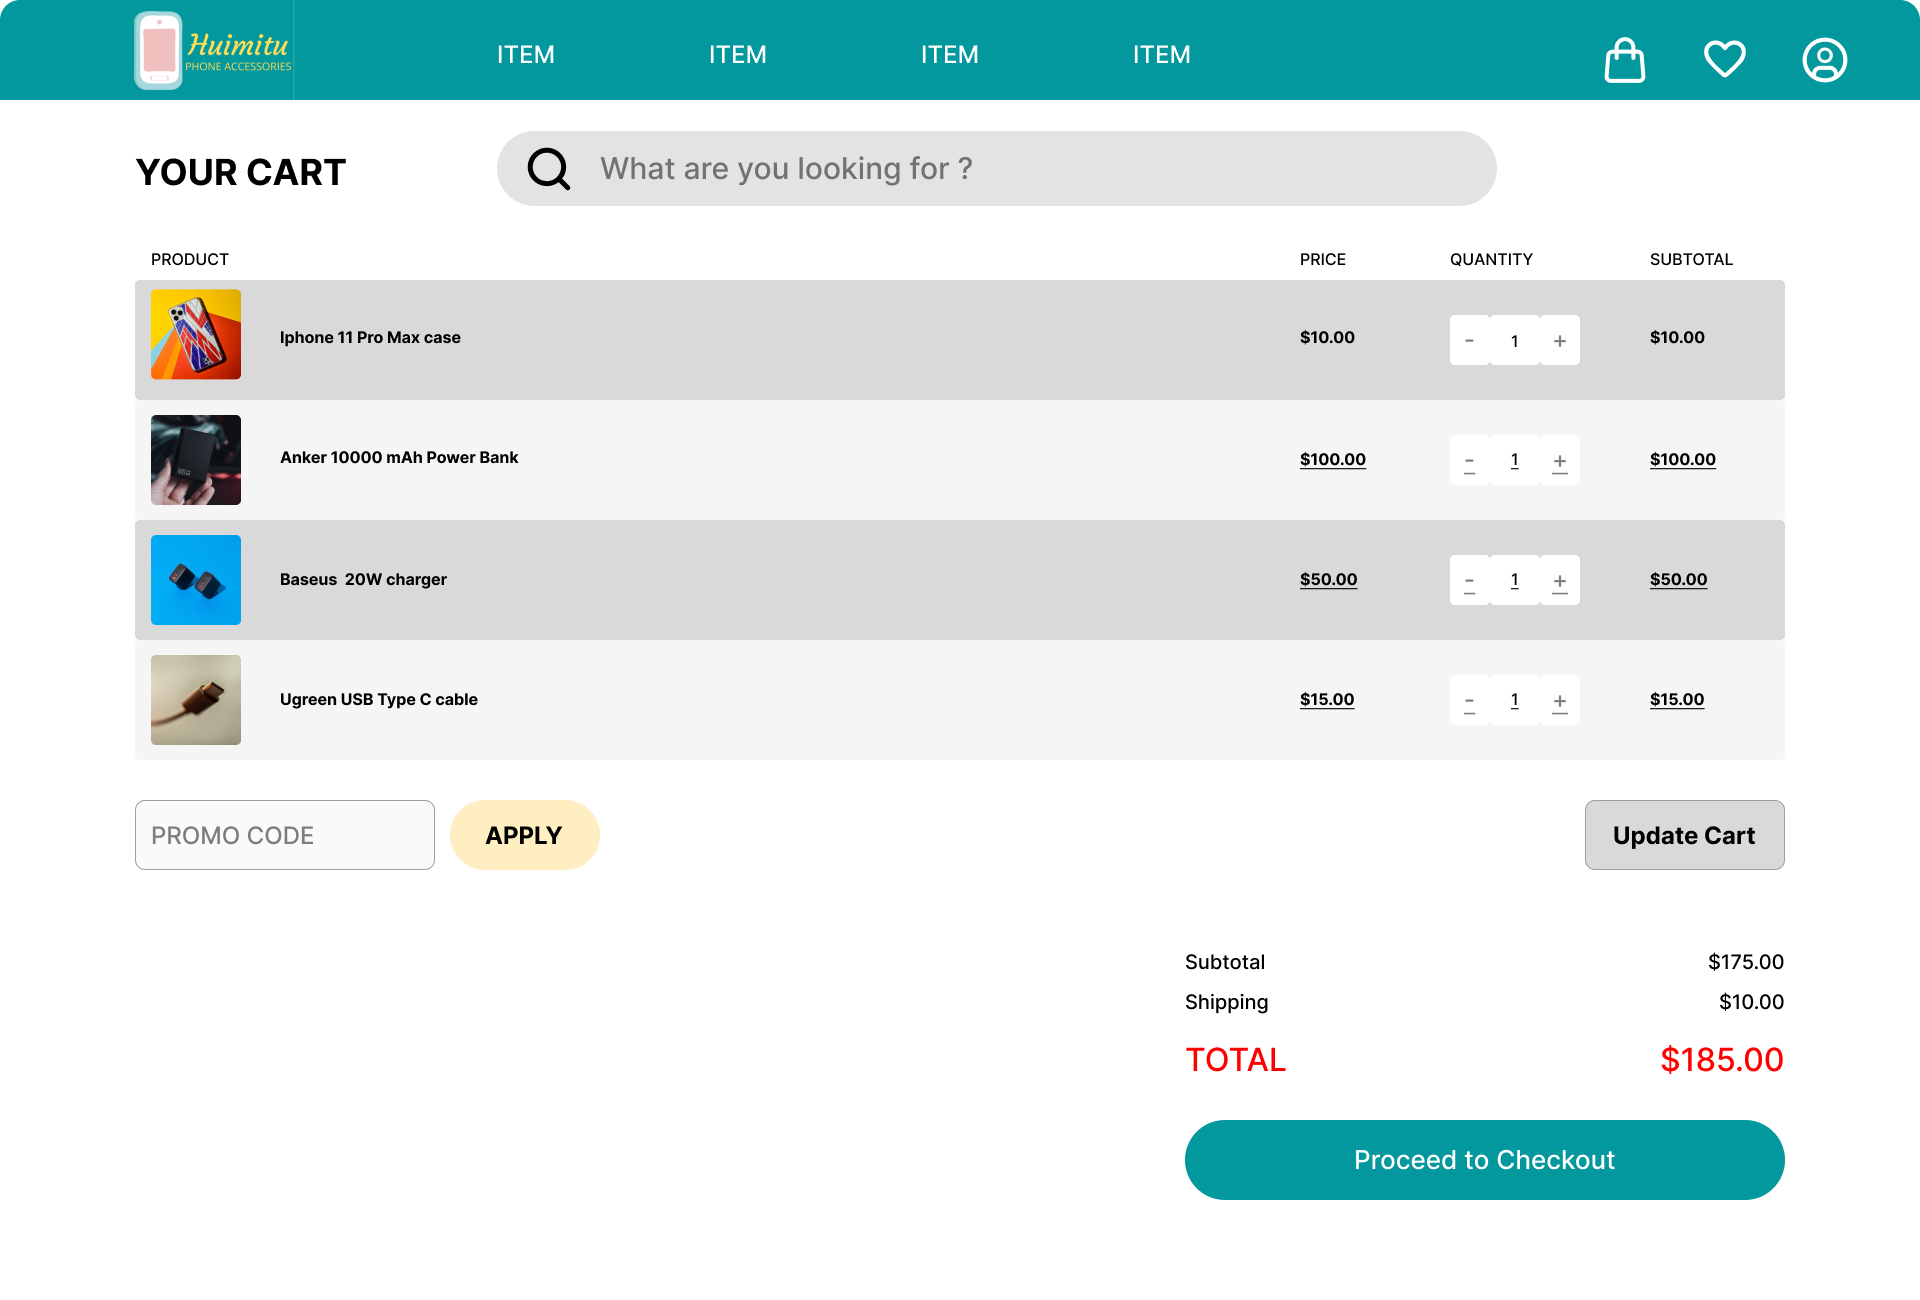 Huimitu
PHONE ACCESSORIES
ITEM ITEM ITEM ITEM
YOUR CART
What are you looking for ?
PRODUCT PRICE QUANTITY SUBTOTAL
Iphone 11 Pro Max case $10.00 - 1 + $10.00
Anker 10000 mAh Power Bank $100.00 - 1 + $100.00
Baseus 20W charger $50.00 - 1 + $50.00
Ugreen USB Type C cable $15.00 - 1 + $15.00
PROMO CODE APPLY Update Cart
Subtotal $175.00
Shipping $10.00
TOTAL $185.00
Proceed to Checkout